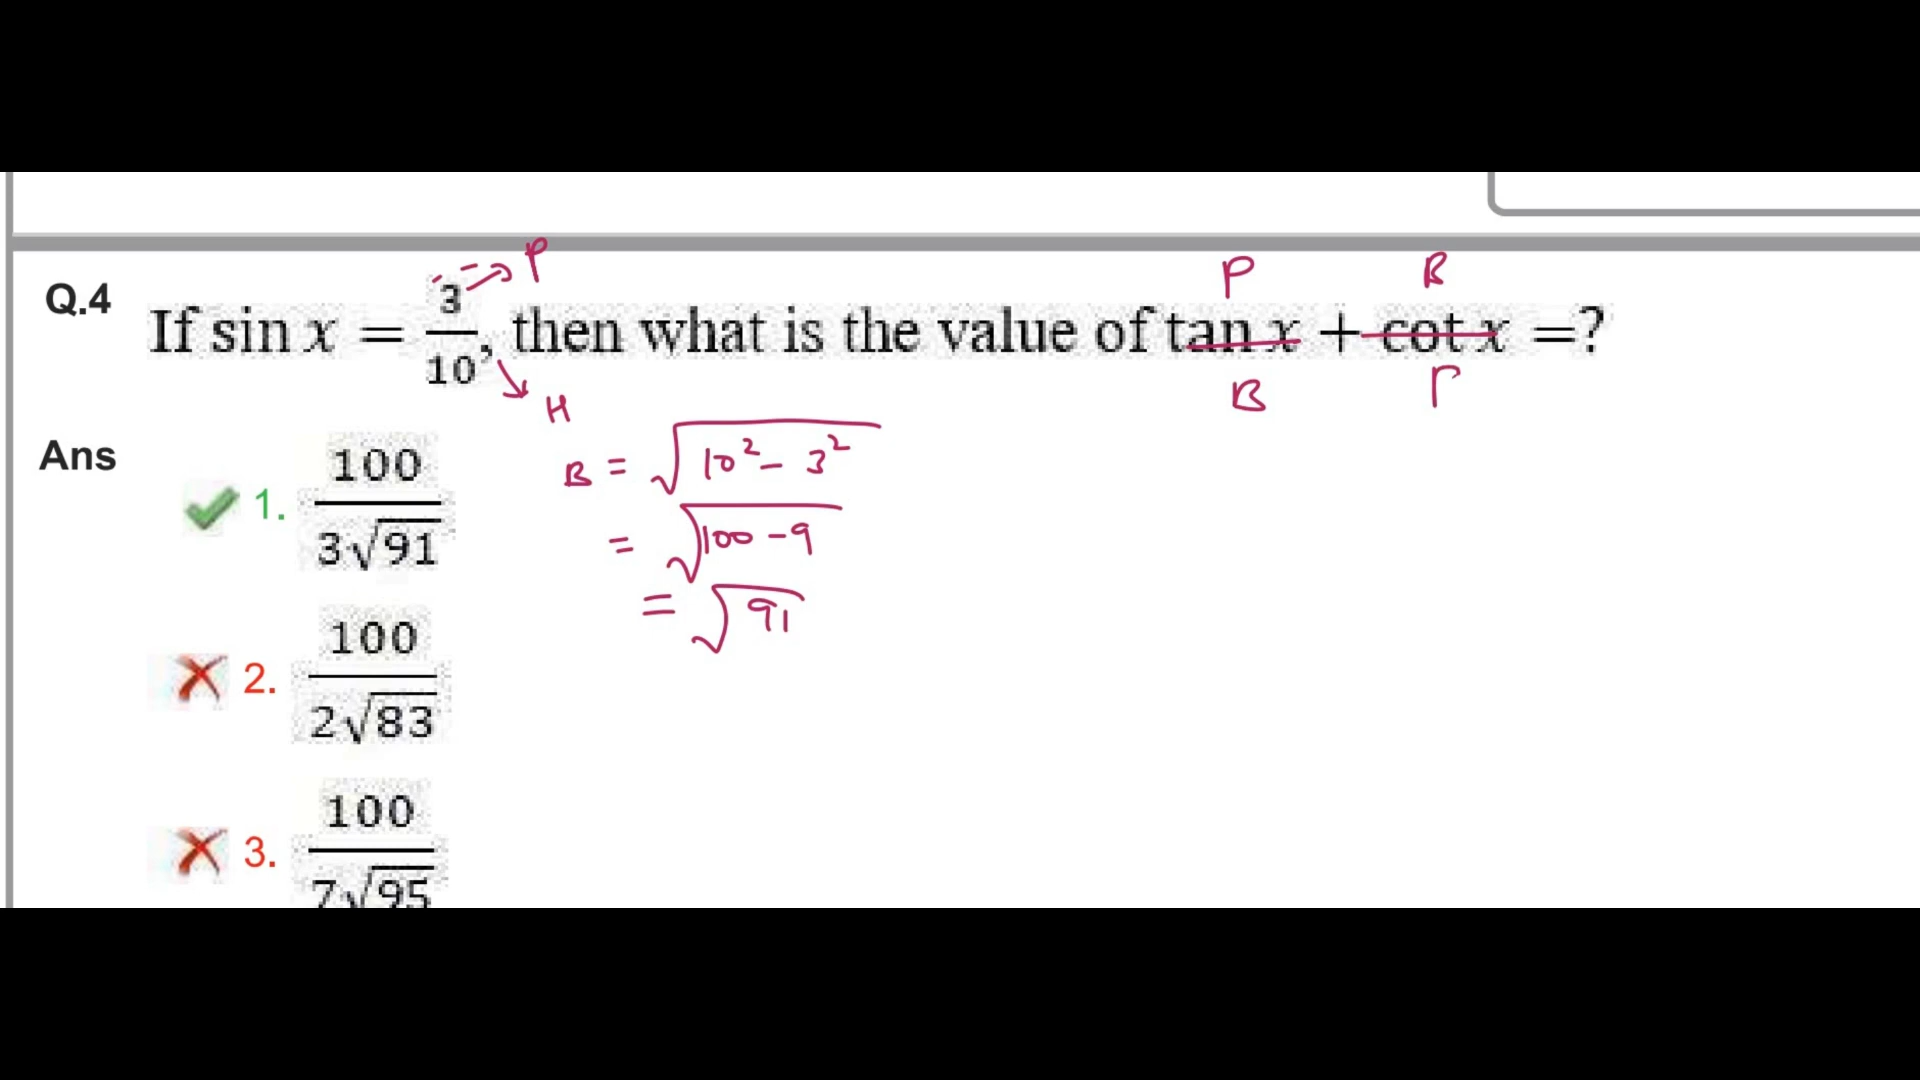 Q.4 If sin x = 3/10, then what is the value of tan x + cot x =?
P
H
P
B
B
P
Ans
1. 100/3√91
2. 100/2√83
3. 100/7√95
B = √10² - 3²
= √100 - 9
= √91